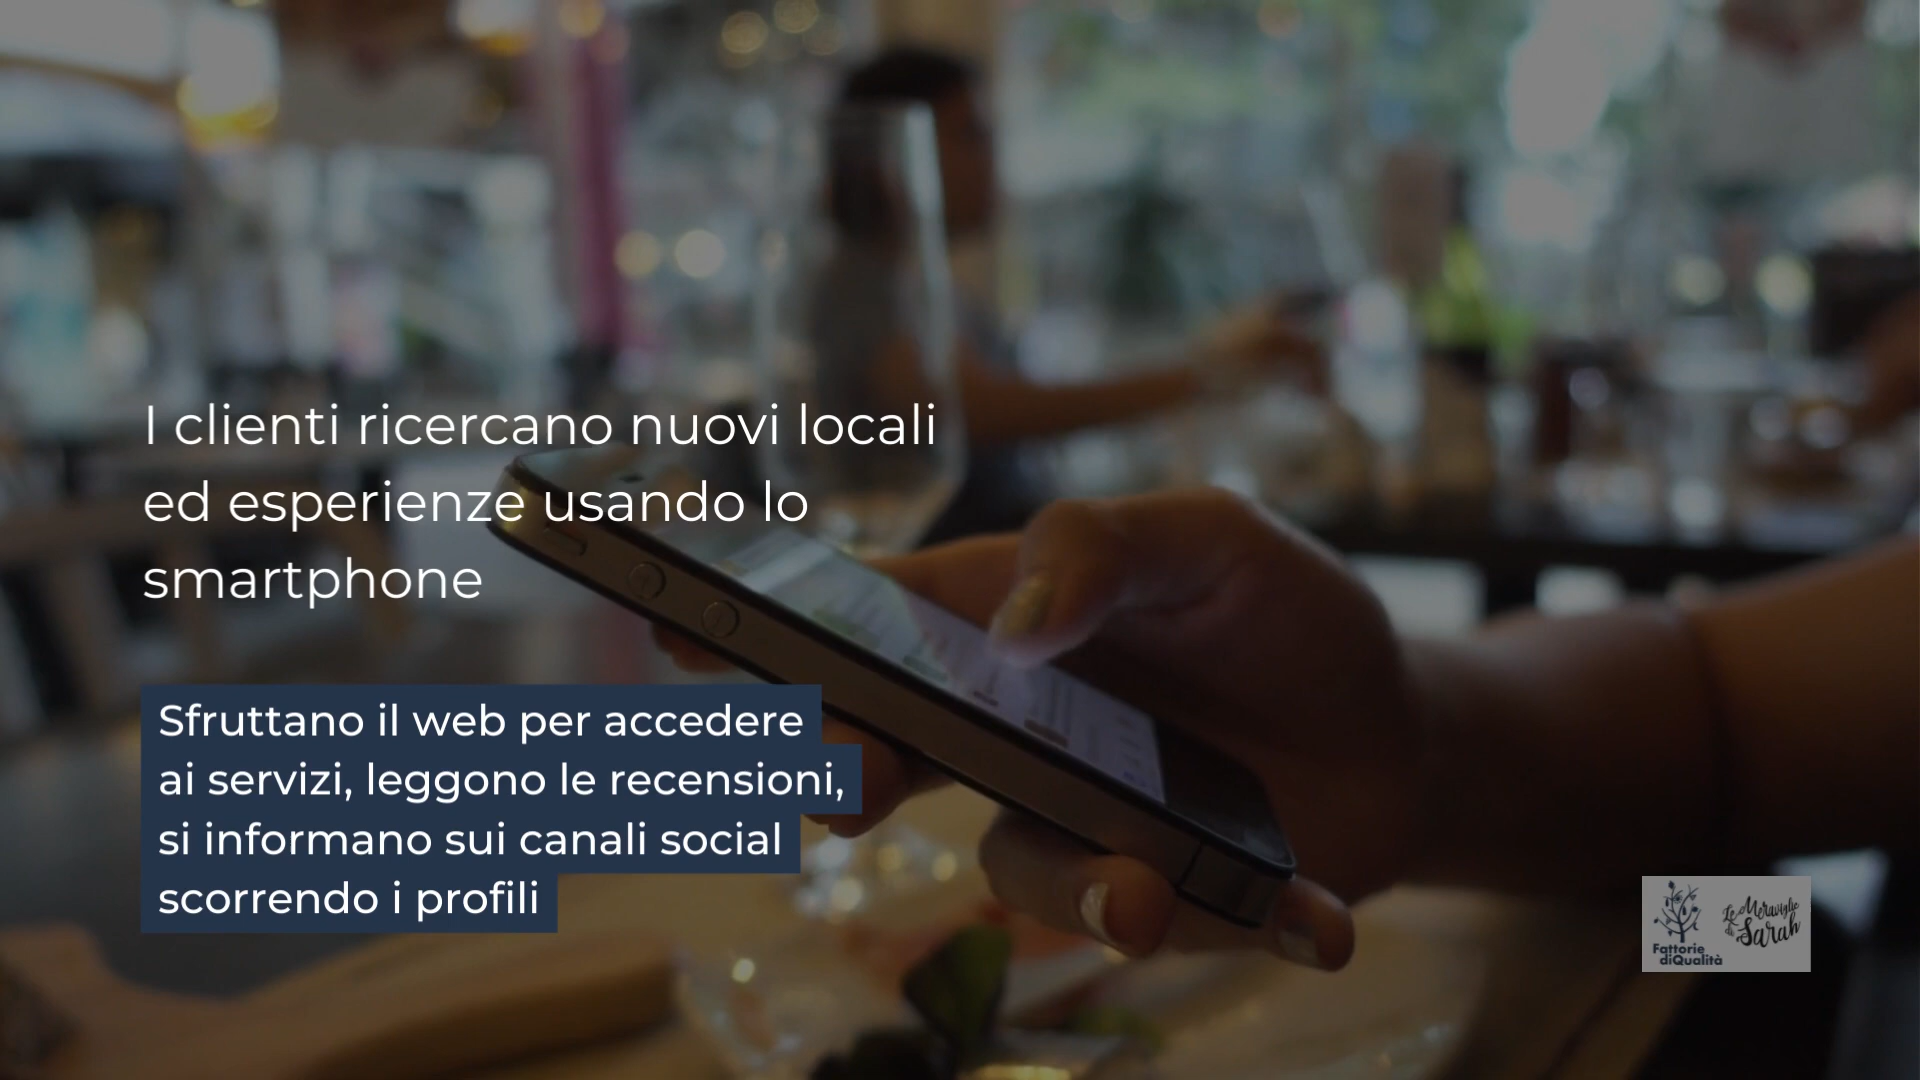 I clienti ricercano nuovi locali
ed esperienze usando lo
smartphone
Sfruttano il web per accedere
ai servizi, leggono le recensioni,
si informano sui canali social
scorrendo i profili
Fattorie
diQualità
Le Meraviglie
di Sarah